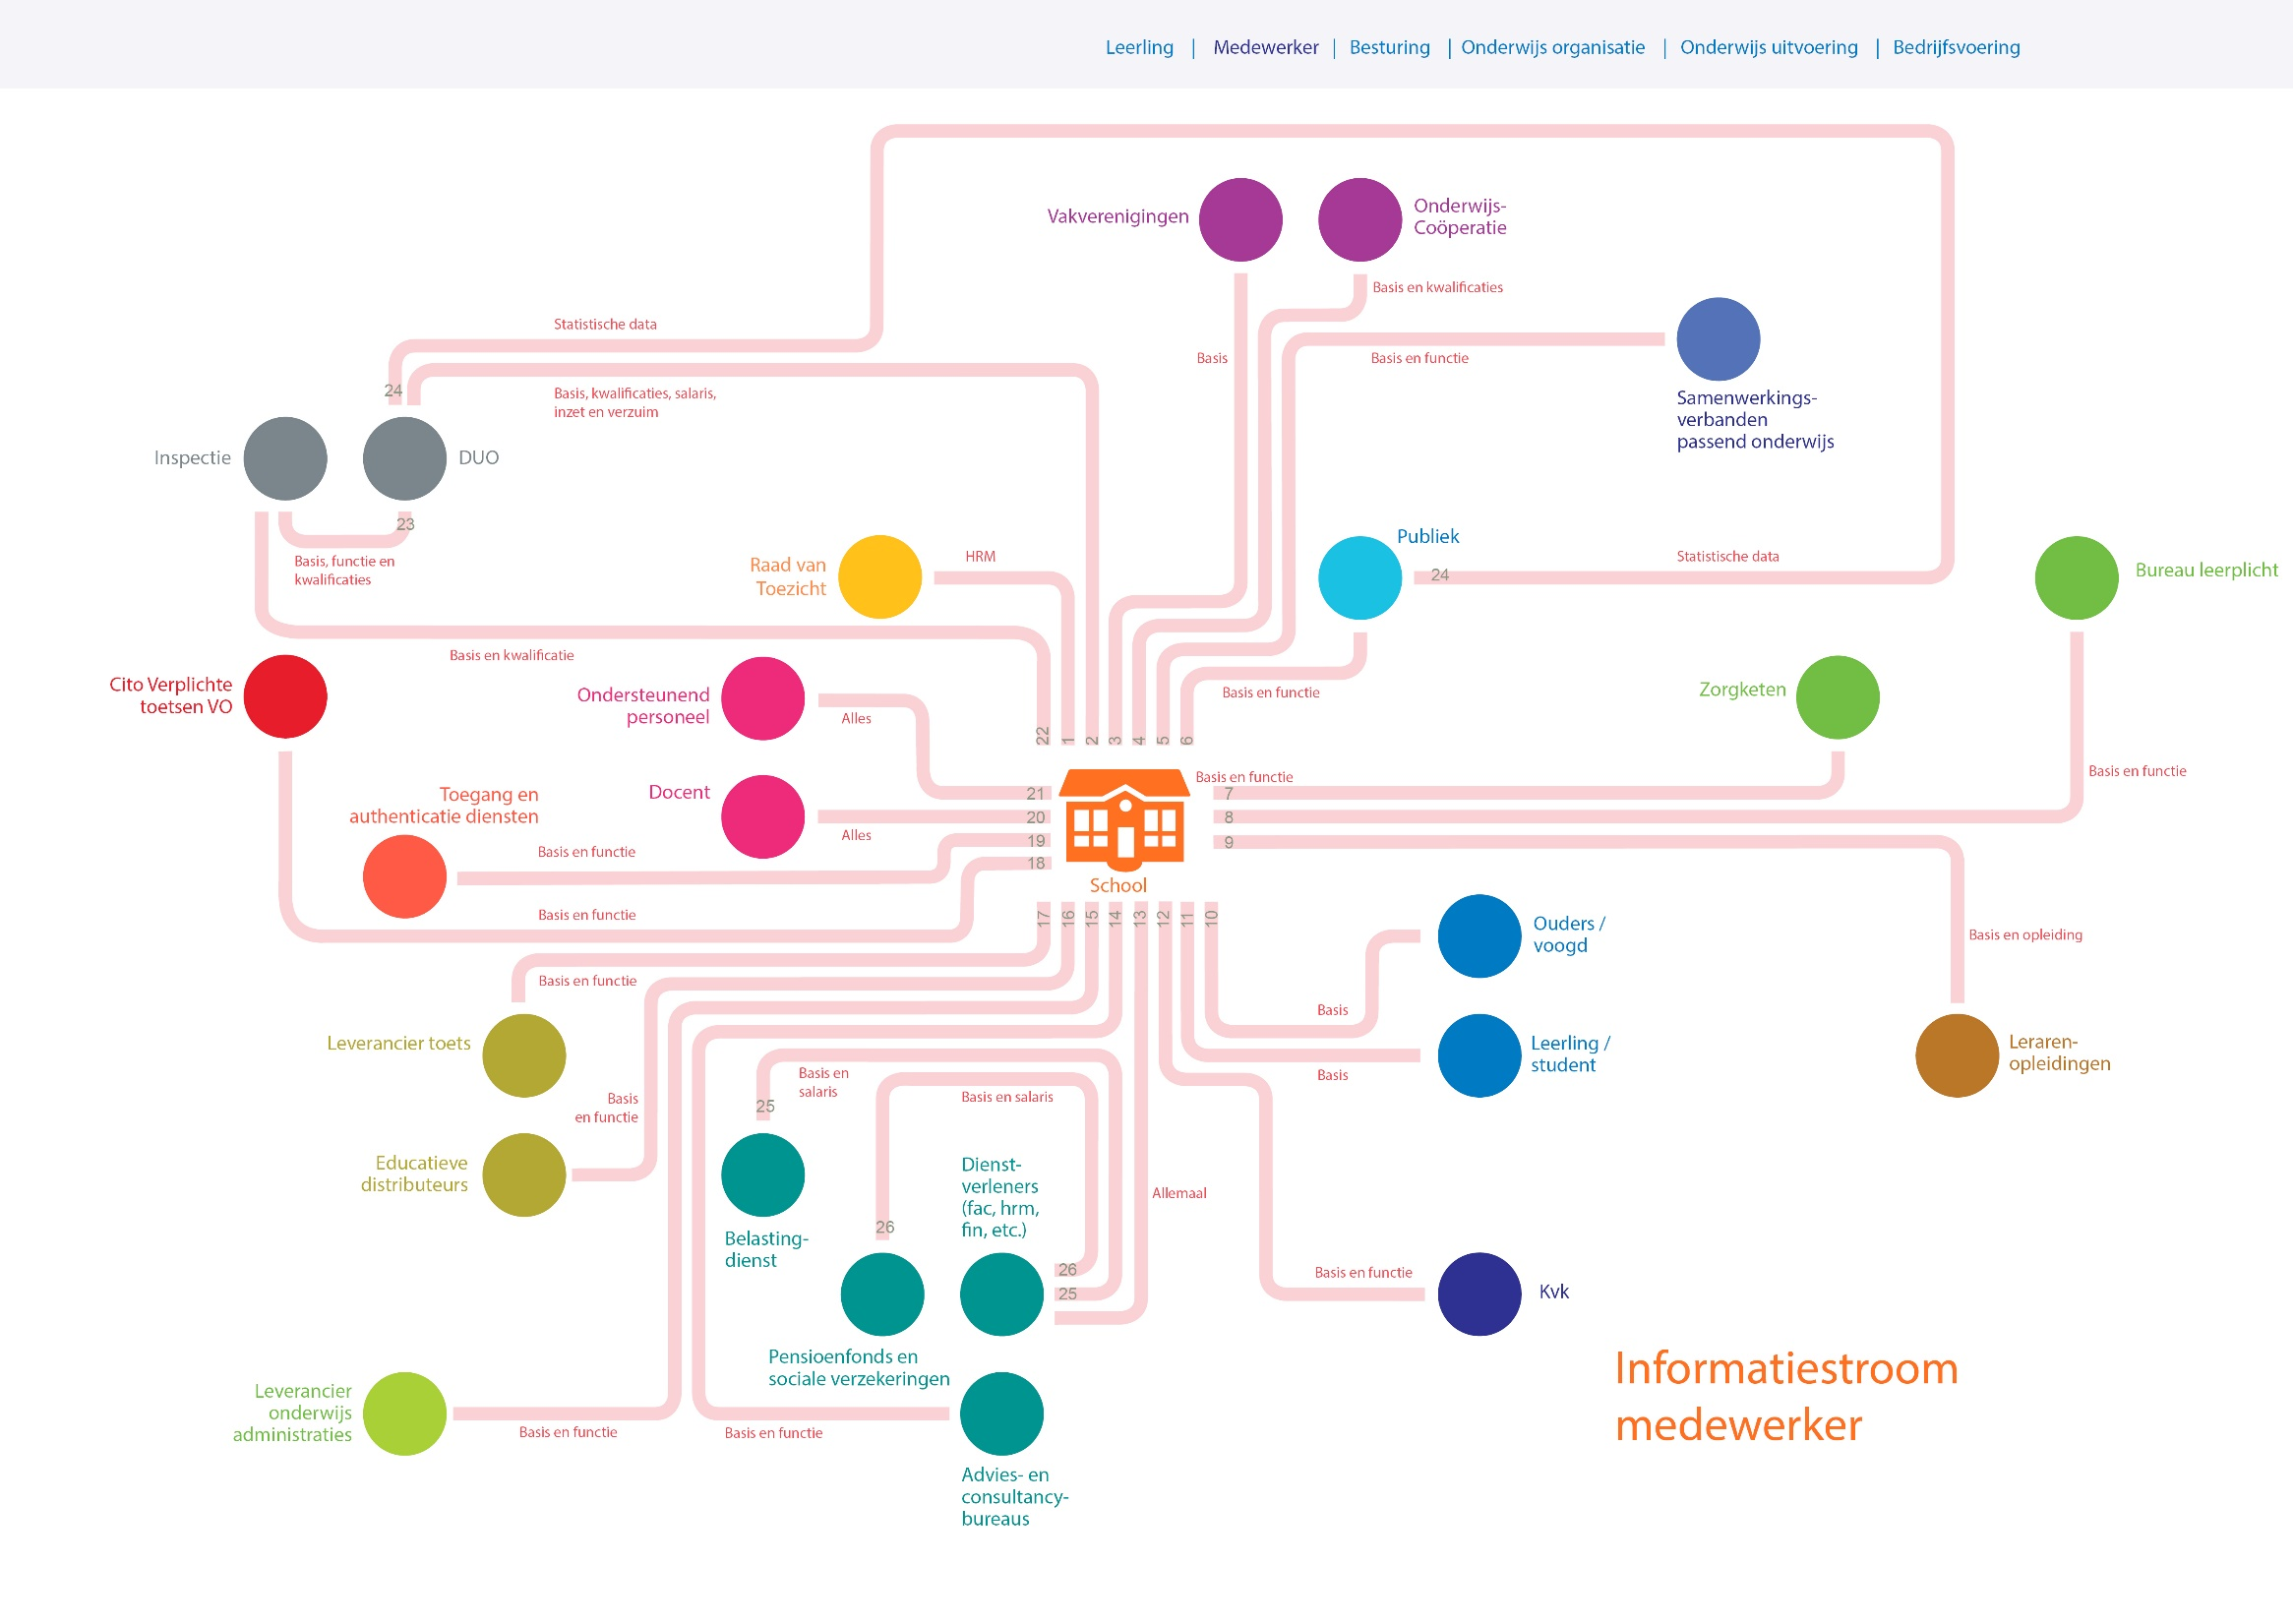 Leerling | Medewerker | Besturing | Onderwijs organisatie | Onderwijs uitvoering | Bedrijfsvoering
Vakverenigingen
Onderwijs-
Coöperatie
Basis en kwalificaties
Statistische data
Basis
Basis en functie
24
Basis, kwalificaties, salaris,
inzet en verzuim
Samenwerkings-
verbanden
passend onderwijs
Inspectie
DUO
23
Basis, functie en
kwalificaties
Raad van
Toezicht
HRM
Publiek
24
Statistische data
Bureau leerplicht
Basis en kwalificatie
Cito Verplichte
toetsen VO
Ondersteunend
personeel
Alles
Basis en functie
Zorgketen
22
1
2
3
4
5
6
Basis en functie
Basis en functie
Toegang en
authenticatie diensten
Docent
Alles
21
20
19
18
7
8
9
School
Basis en functie
Basis en functie
17
16
15
14
13
12
11
10
Ouders /
voogd
Basis en opleiding
Basis en functie
Basis
Leverancier toets
Leerling /
student
Basis
Leraren-
opleidingen
Basis en
salaris
Basis en salaris
Basis
en functie
25
Educatieve
distributeurs
Dienst-
verleners
(fac, hrm,
fin, etc.)
Allemaal
26
Belasting-
dienst
26
25
Basis en functie
Kvk
Pensioenfonds en
sociale verzekeringen
Informatiestroom
medewerker
Leverancier
onderwijs
administraties
Basis en functie
Basis en functie
Advies- en
consultancy-
bureaus